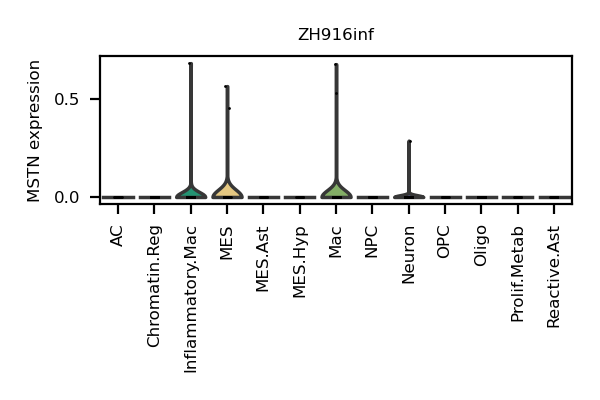 ZH916inf
MSTN expression
0.5
0.0
AC
Chromatin.Reg
Inflammatory.Mac
MES
MES.Ast
MES.Hyp
Mac
NPC
Neuron
OPC
Oligo
Prolif.Metab
Reactive.Ast